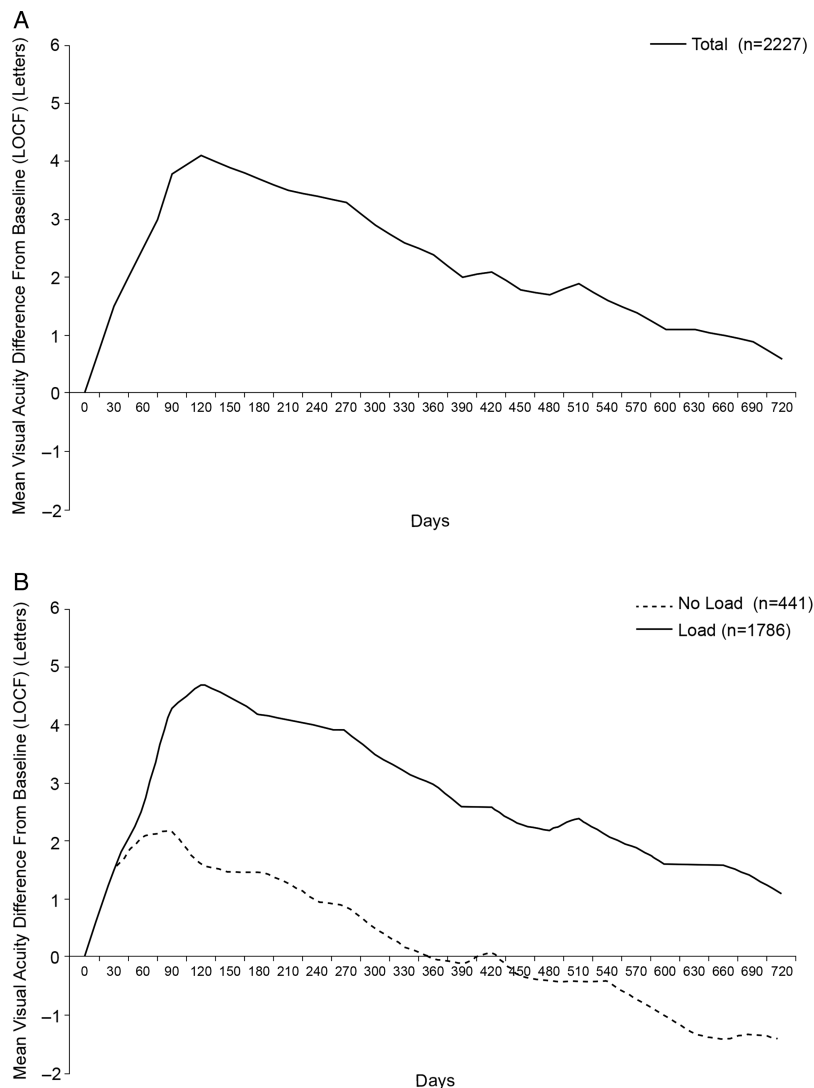 A
Mean Visual Acuity Difference From Baseline (LOCF) (Letters)
Total (n=2227)
6
5
4
3
2
1
0
–1
–2
0 30 60 90 120 150 180 210 240 270 300 330 360 390 420 450 480 510 540 570 600 630 660 690 720
Days
B
Mean Visual Acuity Difference From Baseline (LOCF) (Letters)
No Load (n=441)
Load (n=1786)
6
5
4
3
2
1
0
–1
–2
0 30 60 90 120 150 180 210 240 270 300 330 360 390 420 450 480 510 540 570 600 630 660 690 720
Days